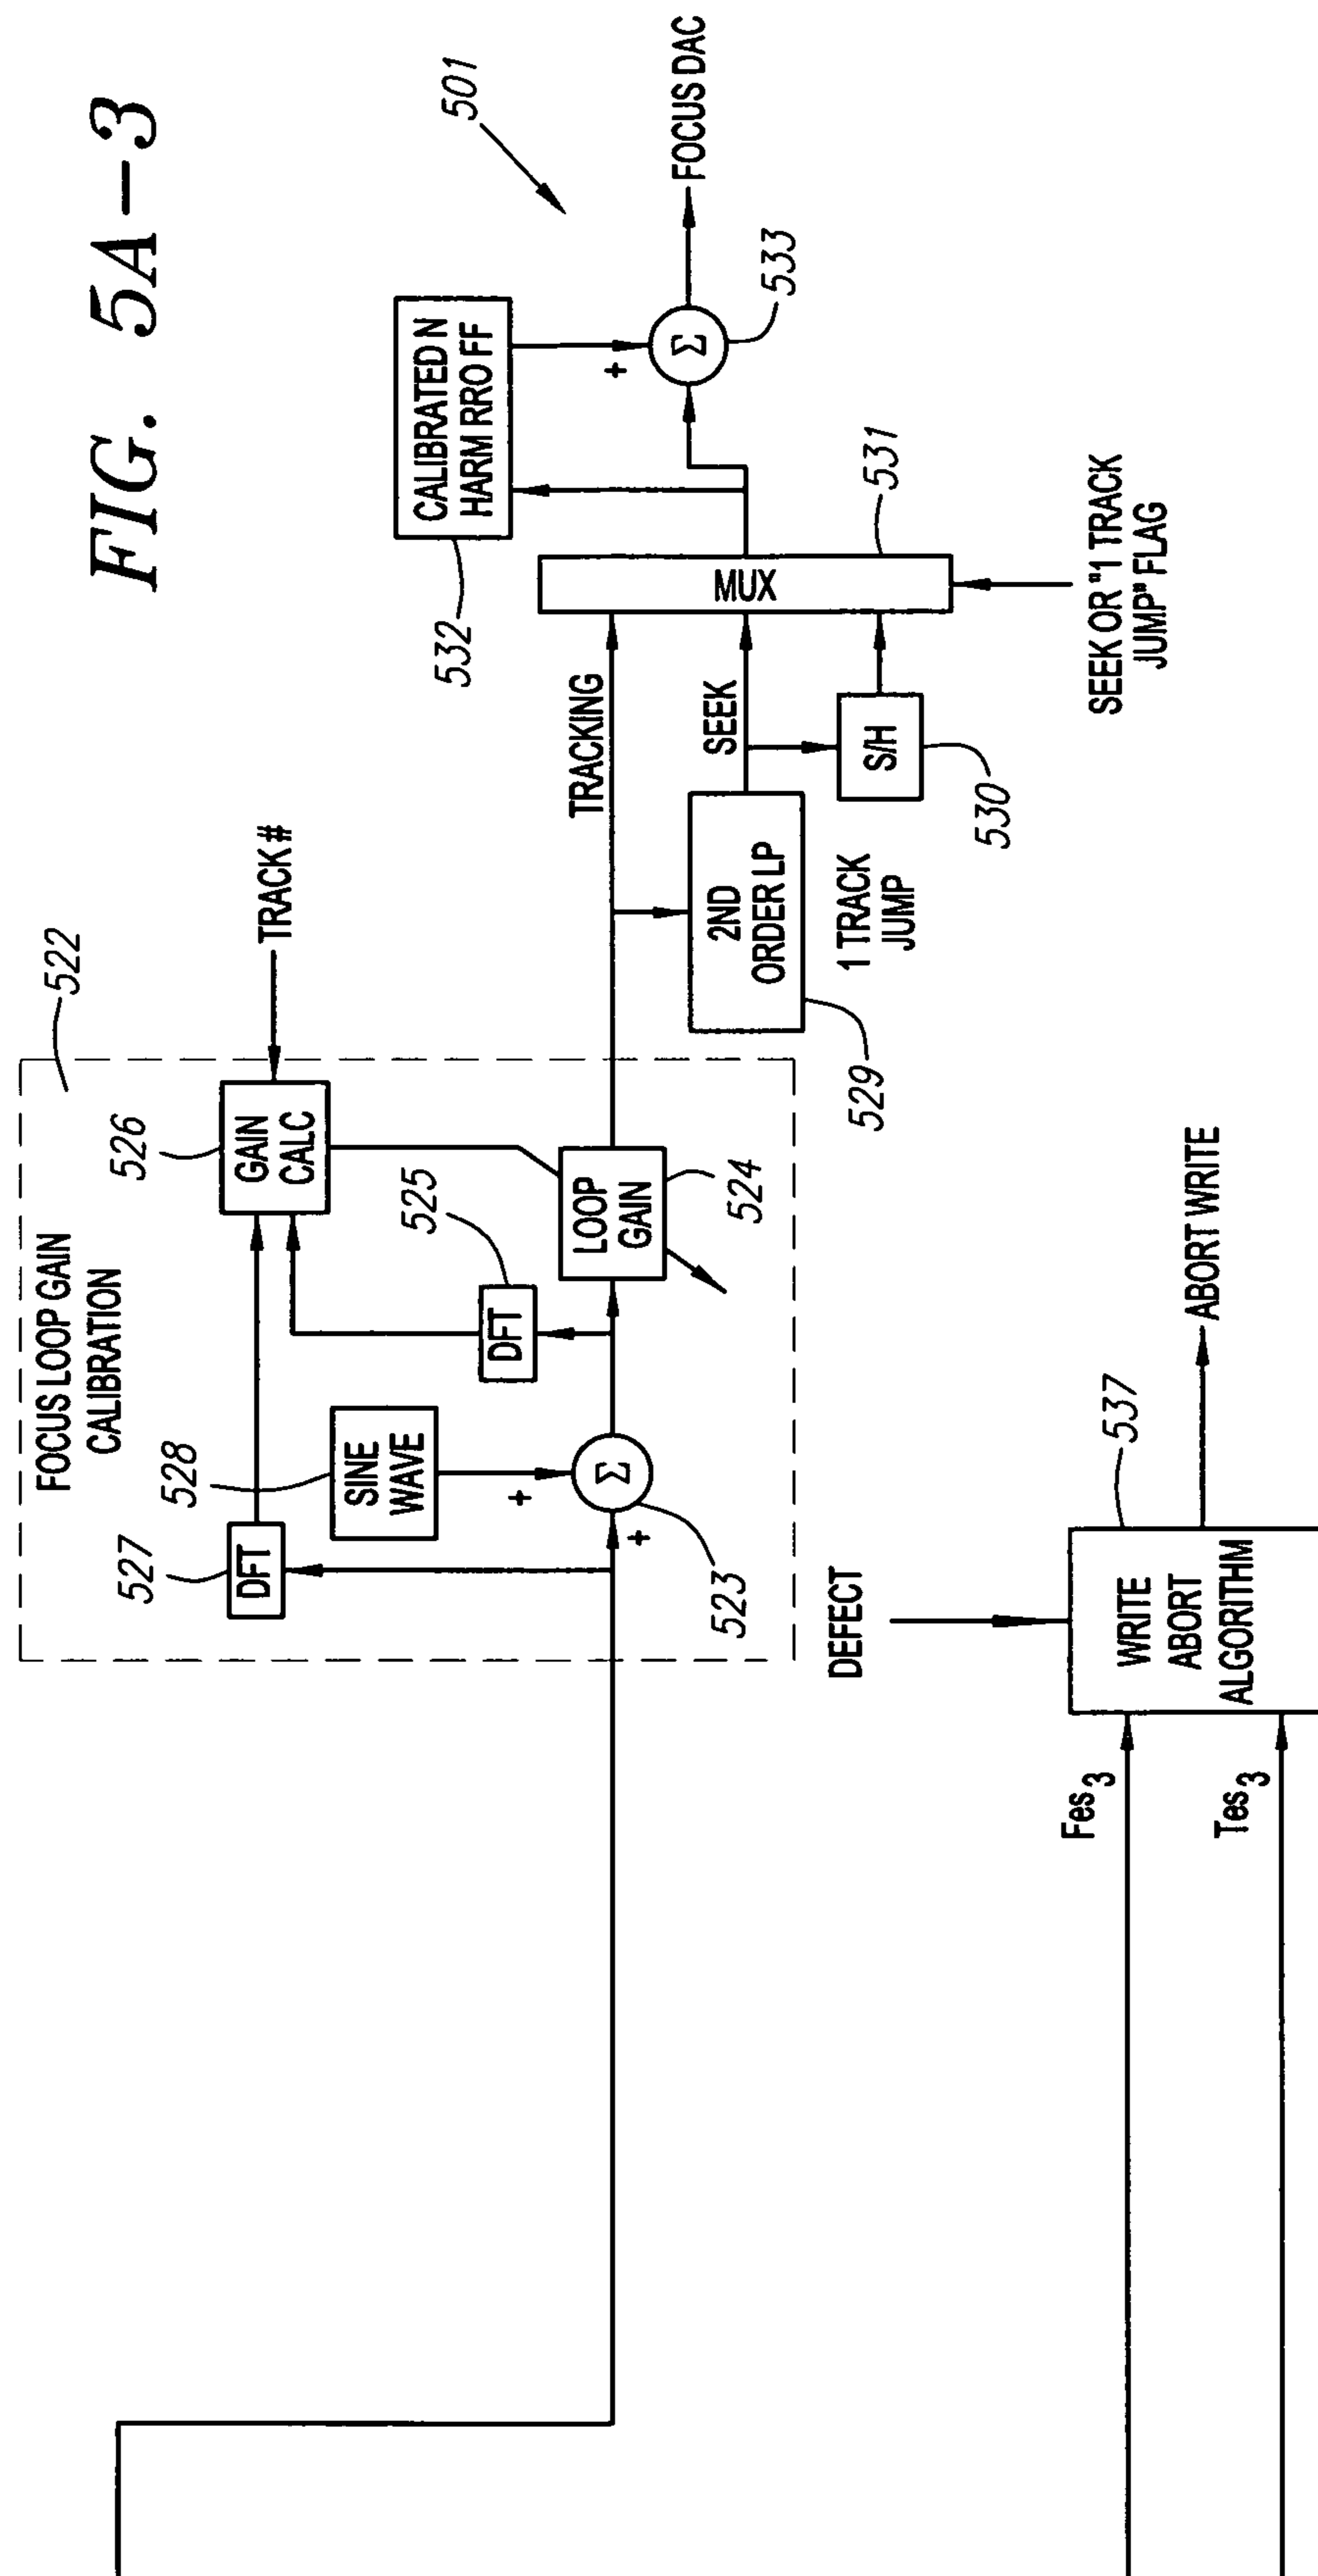 FIG. 5A-3
501
522
FOCUS LOOP GAIN
CALIBRATION
526
GAIN
CALC
TRACK #
527
DFT
528
SINE
WAVE
525
DFT
+
+
Σ
523
LOOP
GAIN
524
TRACKING
2ND
ORDER LP
529
1 TRACK
JUMP
SEEK
S/H
530
MUX
531
SEEK OR "1 TRACK
JUMP" FLAG
532
CALIBRATED N
HARM RRO FF
+
Σ
533
FOCUS DAC
DEFECT
Fes3
Tes3
WRITE
ABORT
ALGORITHM
537
ABORT WRITE